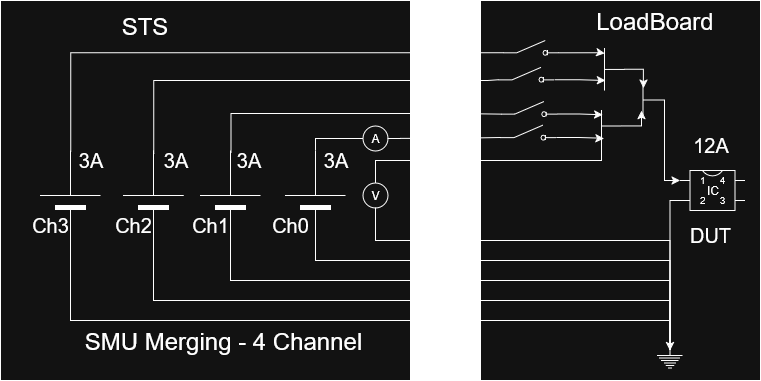 STS
LoadBoard
A
3A
3A
3A
3A
12A
V
1
4
IC
2
3
Ch3
Ch2
Ch1
Ch0
DUT
SMU Merging - 4 Channel